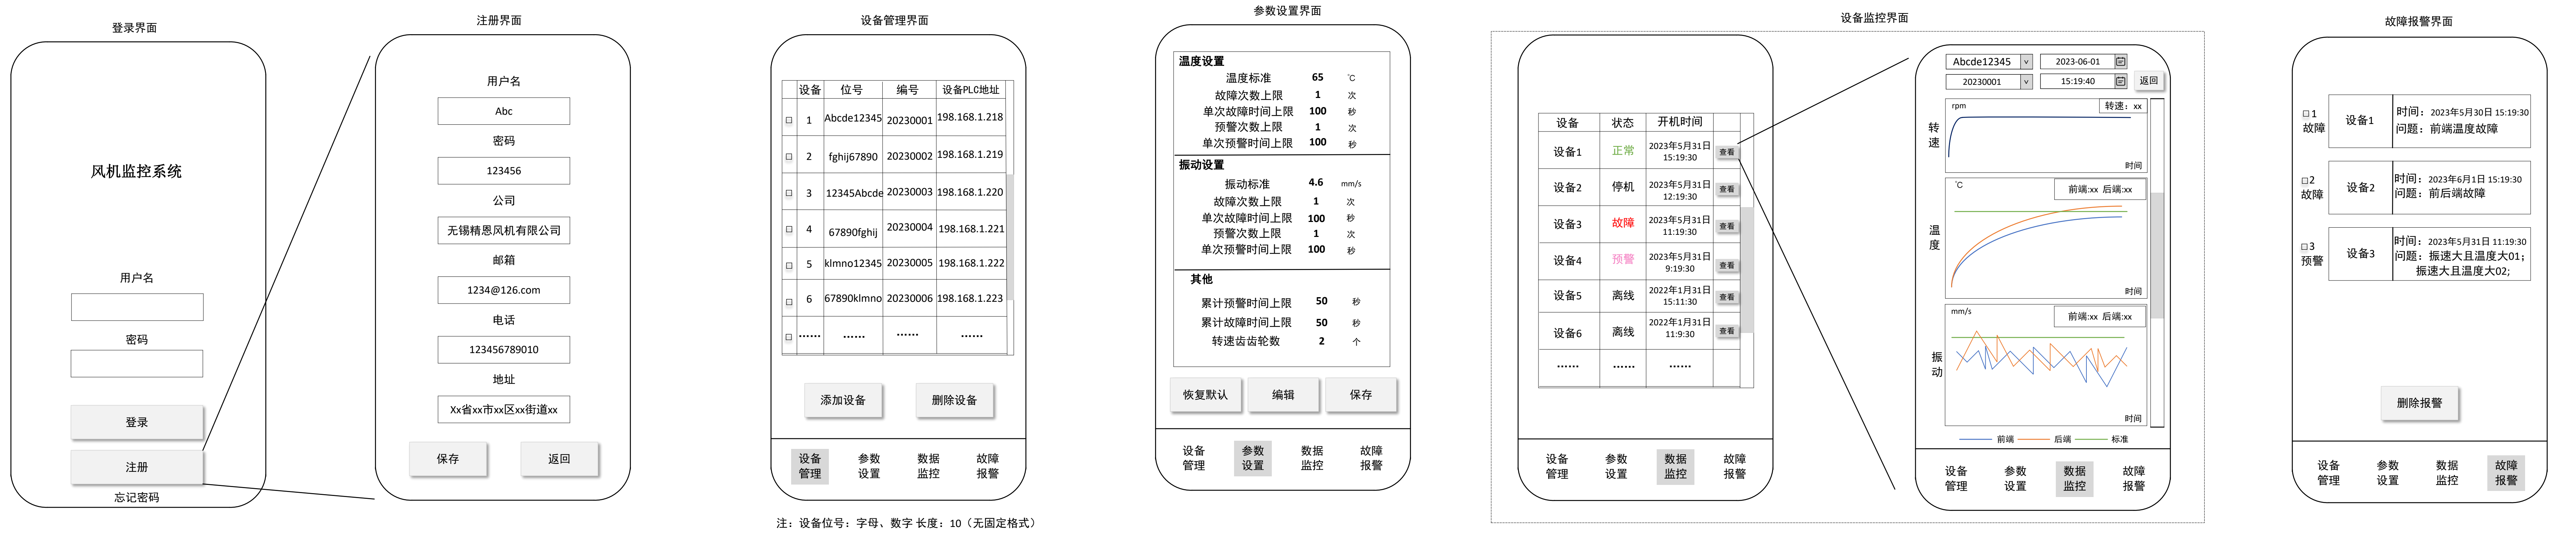 登录界面
风机监控系统
用户名
密码
登录
注册
忘记密码
注册界面
用户名
Abc
密码
123456
公司
无锡精恩风机有限公司
邮箱
1234@126.com
电话
123456789010
地址
Xx省xx市xx区xx街道xx
保存 返回
设备管理界面
设备 位号 编号 设备PLC地址
1 Abcde12345 20230001 198.168.1.218
2 fghij67890 20230002 198.168.1.219
3 12345Abcde 20230003 198.168.1.220
4 67890fghij 20230004 198.168.1.221
5 klmno12345 20230005 198.168.1.222
6 67890klmno 20230006 198.168.1.223
...... ...... ...... ......
添加设备 删除设备
设备 参数 数据 故障
管理 设置 监控 报警
注：设备位号：字母、数字 长度：10（无固定格式）
参数设置界面
温度设置
温度标准 65 ℃
故障次数上限 1 次
单次故障时间上限 100 秒
预警次数上限 1 次
单次预警时间上限 100 秒
振动设置
振动标准 4.6 mm/s
故障次数上限 1 次
单次故障时间上限 100 秒
预警次数上限 1 次
单次预警时间上限 100 秒
其他
累计预警时间上限 50 秒
累计故障时间上限 50 秒
转速齿齿轮数 2 个
恢复默认 编辑 保存
设备 参数 数据 故障
管理 设置 监控 报警
设备监控界面
设备 状态 开机时间
设备1 正常 2023年5月31日 15:19:30 查看
设备2 停机 2023年5月31日 12:19:30 查看
设备3 故障 2023年5月31日 11:19:30 查看
设备4 预警 2023年5月31日 9:19:30 查看
设备5 离线 2022年1月31日 15:11:30 查看
设备6 离线 2022年1月31日 11:9:30 查看
...... ...... ......
设备 参数 数据 故障
管理 设置 监控 报警
Abcde12345 v 2023-06-01
20230001 v 15:19:40 返回
rpm 转速：xx
转速
时间
℃ 前端:xx 后端:xx
温度
时间
mm/s 前端:xx 后端:xx
振动
时间
前端 后端 标准
设备 参数 数据 故障
管理 设置 监控 报警
故障报警界面
1 故障 设备1 时间：2023年5月30日 15:19:30
问题：前端温度故障
2 故障 设备2 时间：2023年6月1日 15:19:30
问题：前后端故障
3 预警 设备3 时间：2023年5月31日 11:19:30
问题：振速大且温度大01；
振速大且温度大02;
删除报警
设备 参数 数据 故障
管理 设置 监控 报警